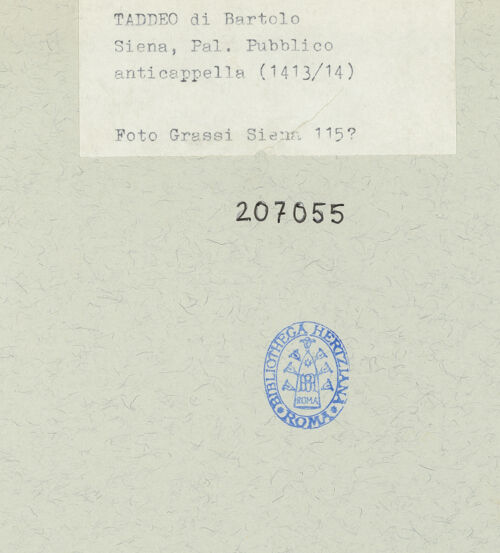 TADDEO di Bartolo
Siena, Pal. Pubblico
anticappella (1413/14)
Foto Grassi Siena 115?
207055
BIBLIOTHECA HERTZIANA
ROMA
ROMA